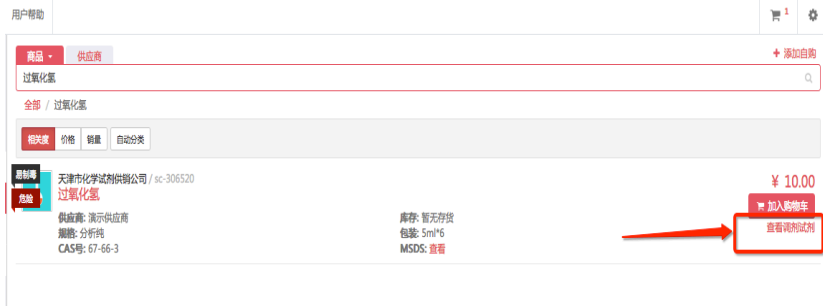 用户帮助
1
商品 供应商
添加自购
过氧化氢
全部 / 过氧化氢
相关度 价格 销量 自动分类
易制毒
危险
天津市化学试剂供销公司 / sc-306520
¥ 10.00
过氧化氢
加入购物车
供应商: 演示供应商 库存: 暂无存货
查看调剂试剂
规格: 分析纯 包装: 5ml*6
CAS号: 67-66-3 MSDS: 查看